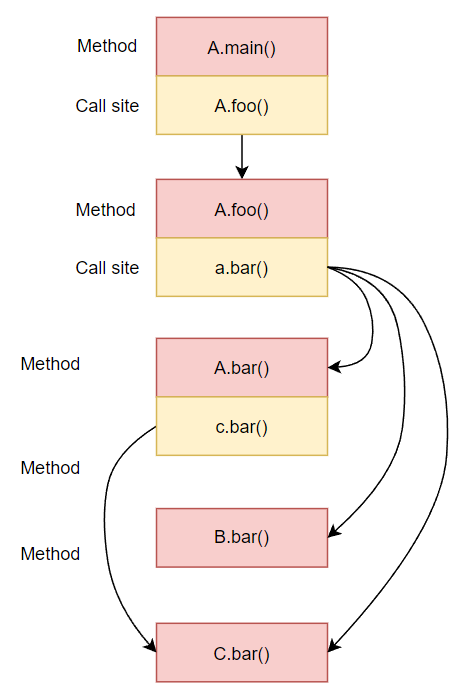 Method
A.main()
Call site
A.foo()
Method
A.foo()
Call site
a.bar()
Method
A.bar()
c.bar()
Method
B.bar()
Method
C.bar()